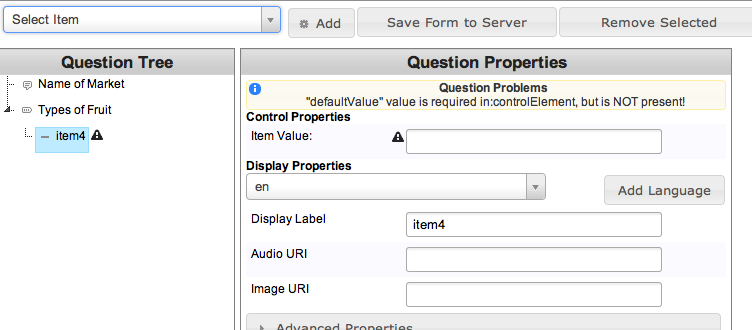 Select Item
Add
Save Form to Server
Remove Selected
Question Tree
Name of Market
Types of Fruit
item4
Question Properties
Question Problems
"defaultValue" value is required in:controlElement, but is NOT present!
Control Properties
Item Value:
Display Properties
en
Add Language
Display Label
item4
Audio URI
Image URI
Advanced Properties